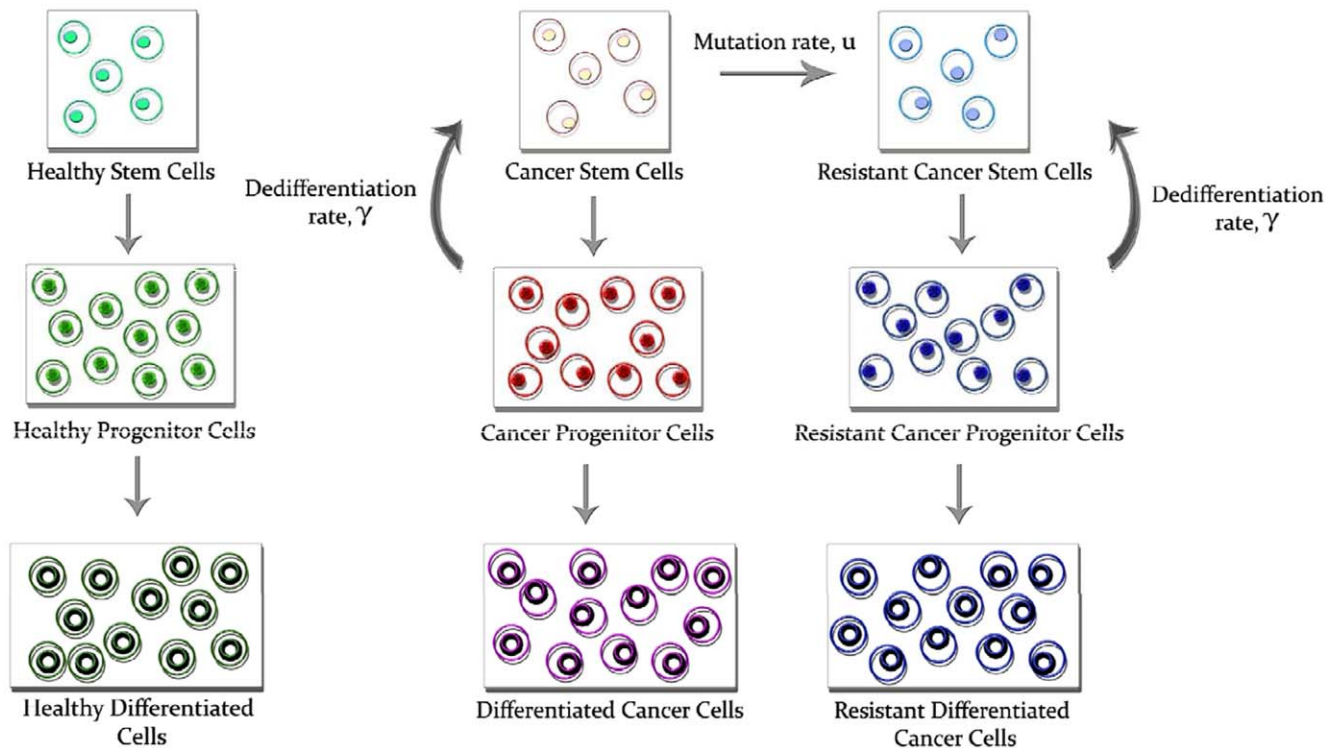 Mutation rate, u
Healthy Stem Cells
Cancer Stem Cells
Resistant Cancer Stem Cells
Dedifferentiation
rate, γ
Dedifferentiation
rate, γ
Healthy Progenitor Cells
Cancer Progenitor Cells
Resistant Cancer Progenitor Cells
Healthy Differentiated
Cells
Differentiated Cancer Cells
Resistant Differentiated
Cancer Cells